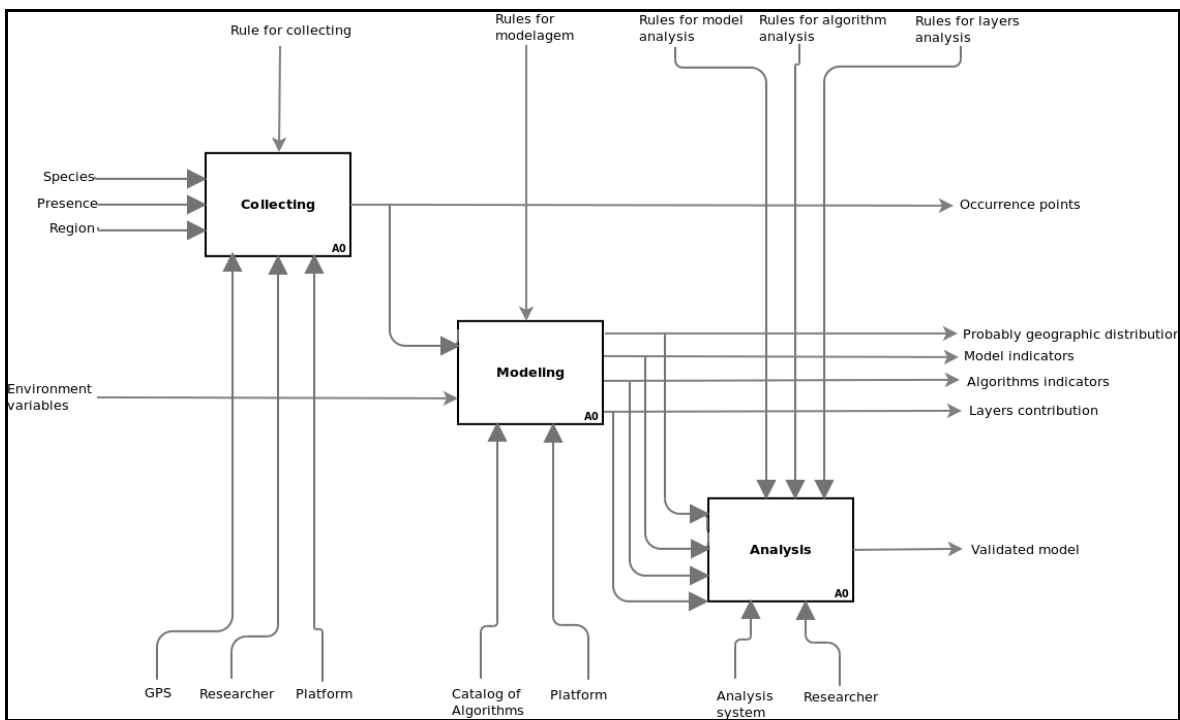 Rule for collecting
Rules for
modelagem
Rules for model
analysis
Rules for algorithm
analysis
Rules for layers
analysis
Species
Presence
Region
Collecting
A0
Occurrence points
Environment
variables
Modeling
A0
Probably geographic distribution
Model indicators
Algorithms indicators
Layers contribution
Analysis
A0
Validated model
GPS
Researcher
Platform
Catalog of
Algorithms
Platform
Analysis
system
Researcher